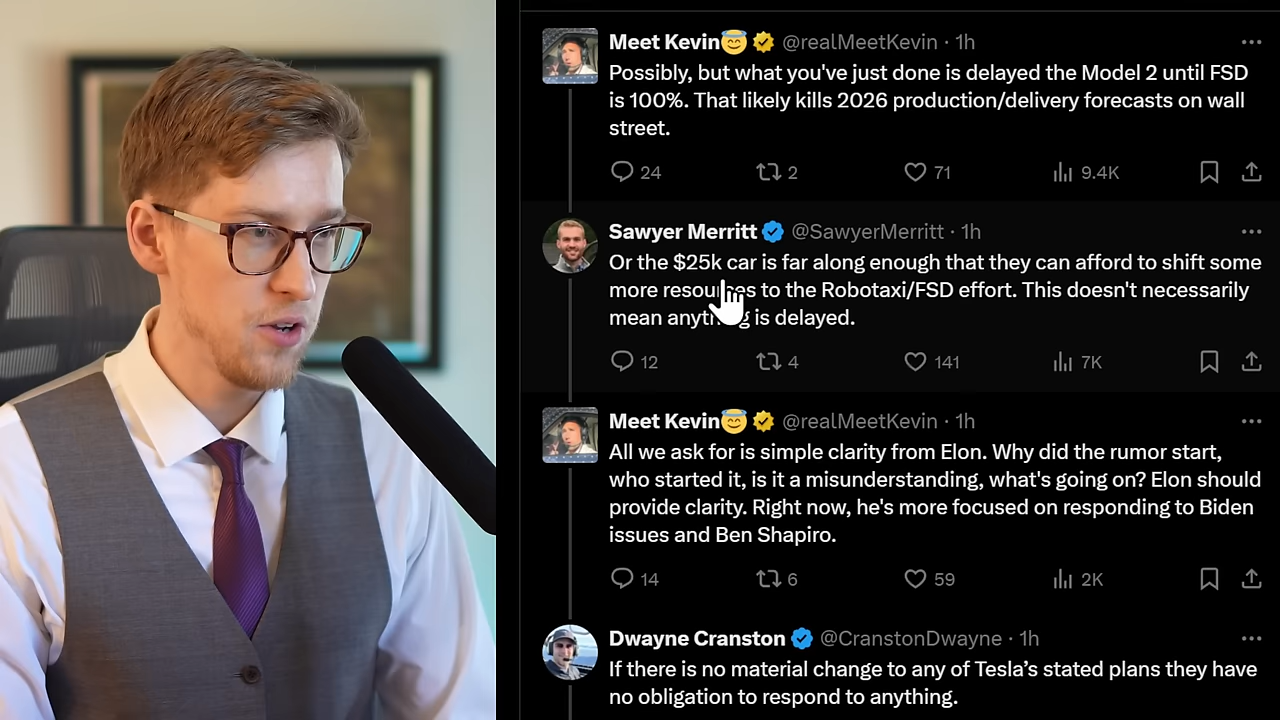 Meet Kevin😇 @realMeetKevin · 1h
Possibly, but what you've just done is delayed the Model 2 until FSD
is 100%. That likely kills 2026 production/delivery forecasts on wall
street.
24 2 71 9.4K
Sawyer Merritt @SawyerMerritt · 1h
Or the $25k car is far along enough that they can afford to shift some
more resources to the Robotaxi/FSD effort. This doesn't necessarily
mean anything is delayed.
12 4 141 7K
Meet Kevin😇 @realMeetKevin · 1h
All we ask for is simple clarity from Elon. Why did the rumor start,
who started it, is it a misunderstanding, what's going on? Elon should
provide clarity. Right now, he's more focused on responding to Biden
issues and Ben Shapiro.
14 6 59 2K
Dwayne Cranston @CranstonDwayne · 1h
If there is no material change to any of Tesla’s stated plans they have
no obligation to respond to anything.